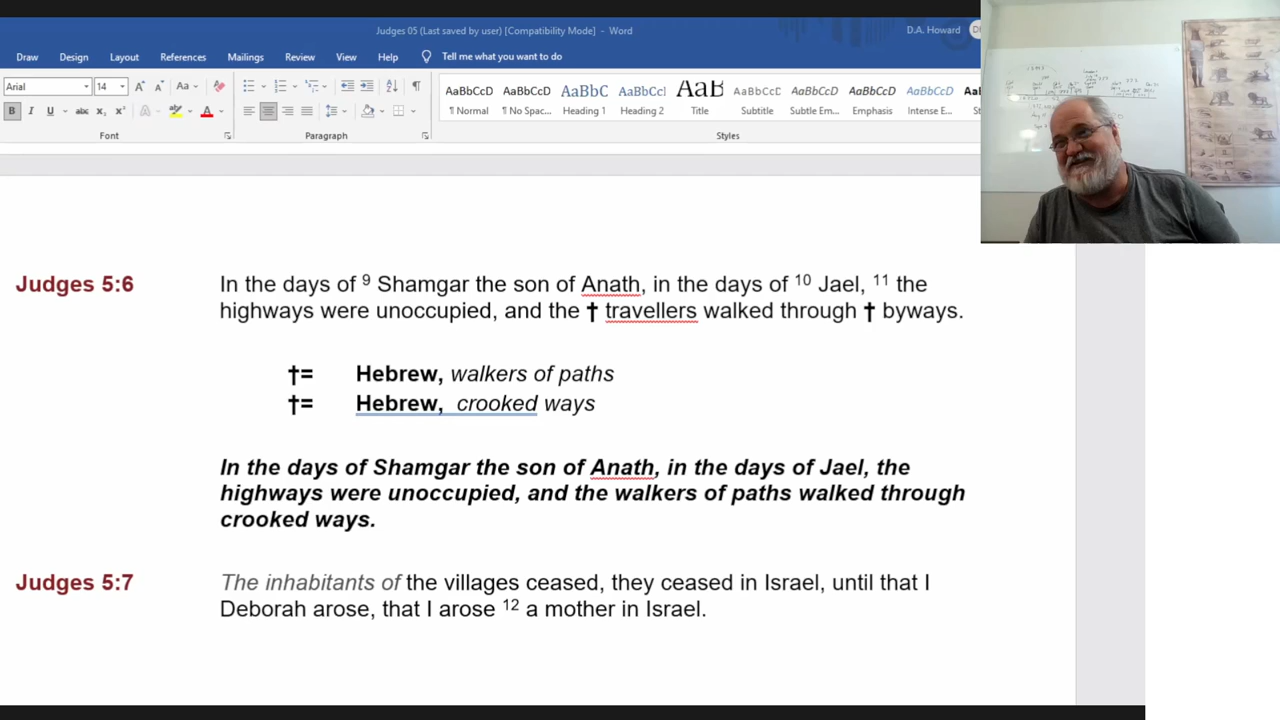 Judges 05 (Last saved by user) [Compatibility Mode] - Word
D.A. Howard
Draw Design Layout References Mailings Review View Help Tell me what you want to do
Arial 14 Aa
B I U abc x₂ x² A A
AaBbCcD AaBbCcD AaBbC AaBbCcI AaB AaBbCcD AaBbCcD AaBbCcD AaBbCcD
¶ Normal ¶ No Spac... Heading 1 Heading 2 Title Subtitle Subtle Em... Emphasis Intense E...
Font Paragraph Styles
Judges 5:6 In the days of ⁹ Shamgar the son of Anath, in the days of ¹⁰ Jael, ¹¹ the
highways were unoccupied, and the † travellers walked through † byways.
†= Hebrew, walkers of paths
†= Hebrew, crooked ways
In the days of Shamgar the son of Anath, in the days of Jael, the
highways were unoccupied, and the walkers of paths walked through
crooked ways.
Judges 5:7 The inhabitants of the villages ceased, they ceased in Israel, until that I
Deborah arose, that I arose ¹² a mother in Israel.